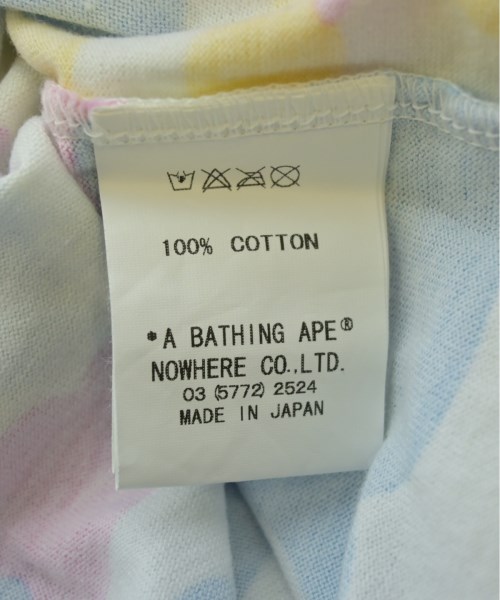 100% COTTON
*A BATHING APE®
NOWHERE CO.,LTD.
03 (5772) 2524
MADE IN JAPAN